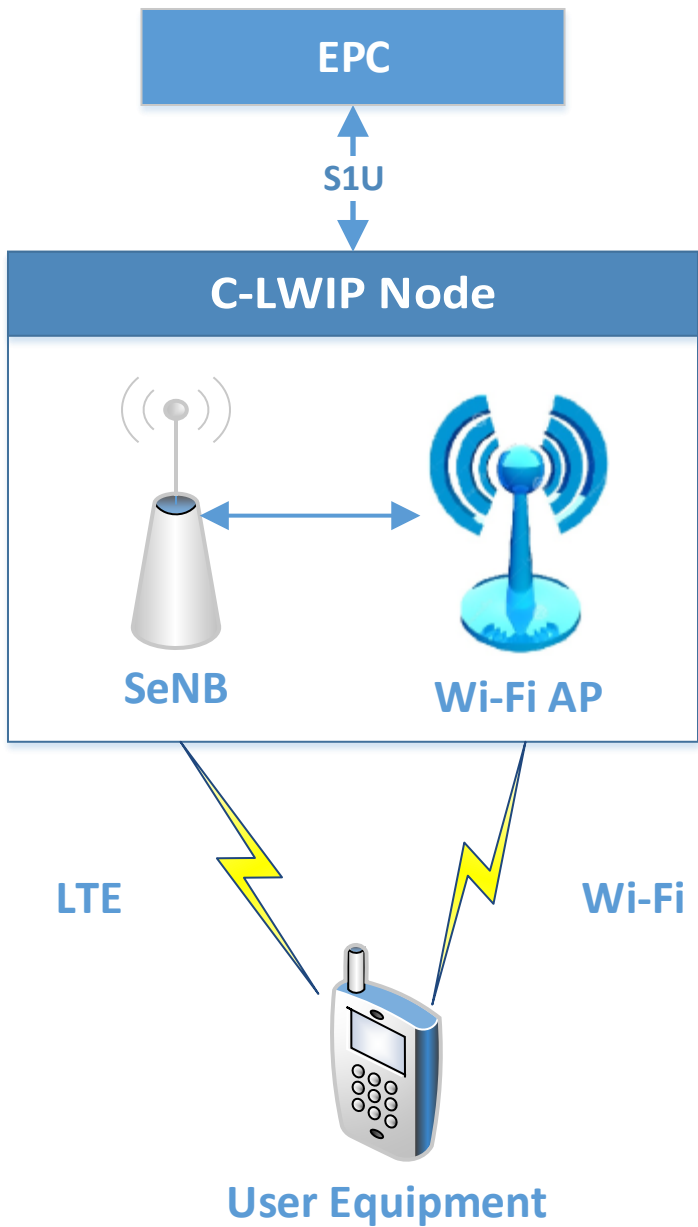 EPC
S1U
C-LWIP Node
SeNB
Wi-Fi AP
LTE
Wi-Fi
User Equipment